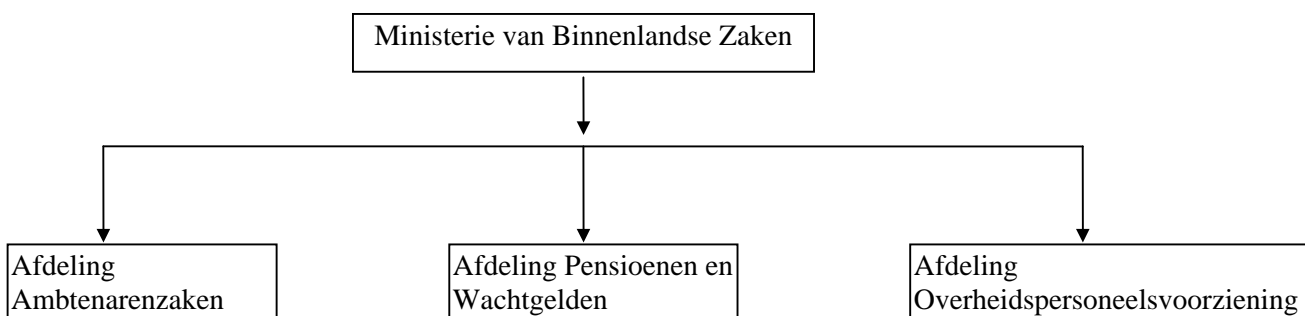 Ministerie van Binnenlandse Zaken
Afdeling
Ambtenarenzaken
Afdeling Pensioenen en
Wachtgelden
Afdeling
Overheidspersoneelsvoorziening